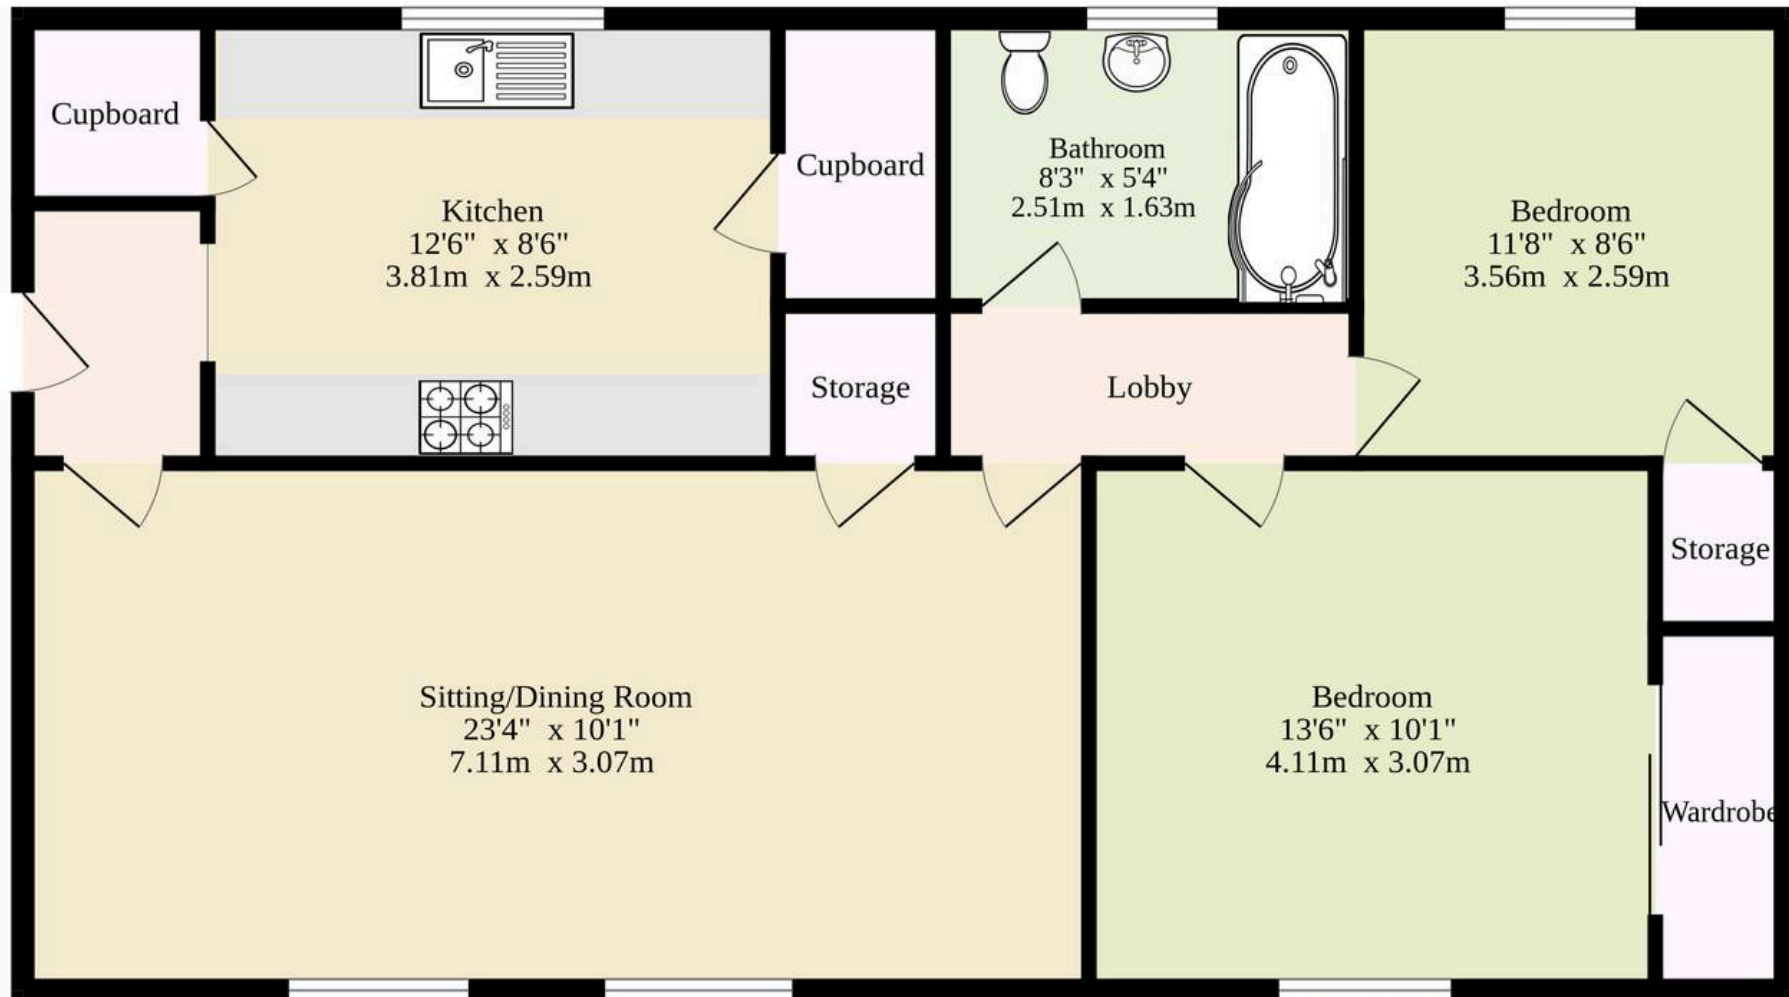 Cupboard
Kitchen
12'6"  x 8'6"
3.81m  x 2.59m
Cupboard
Bathroom
8'3"  x 5'4"
2.51m  x 1.63m
Bedroom
11'8"  x 8'6"
3.56m  x 2.59m
Storage
Lobby
Storage
Sitting/Dining Room
23'4"  x 10'1"
7.11m  x 3.07m
Bedroom
13'6"  x 10'1"
4.11m  x 3.07m
Wardrobe